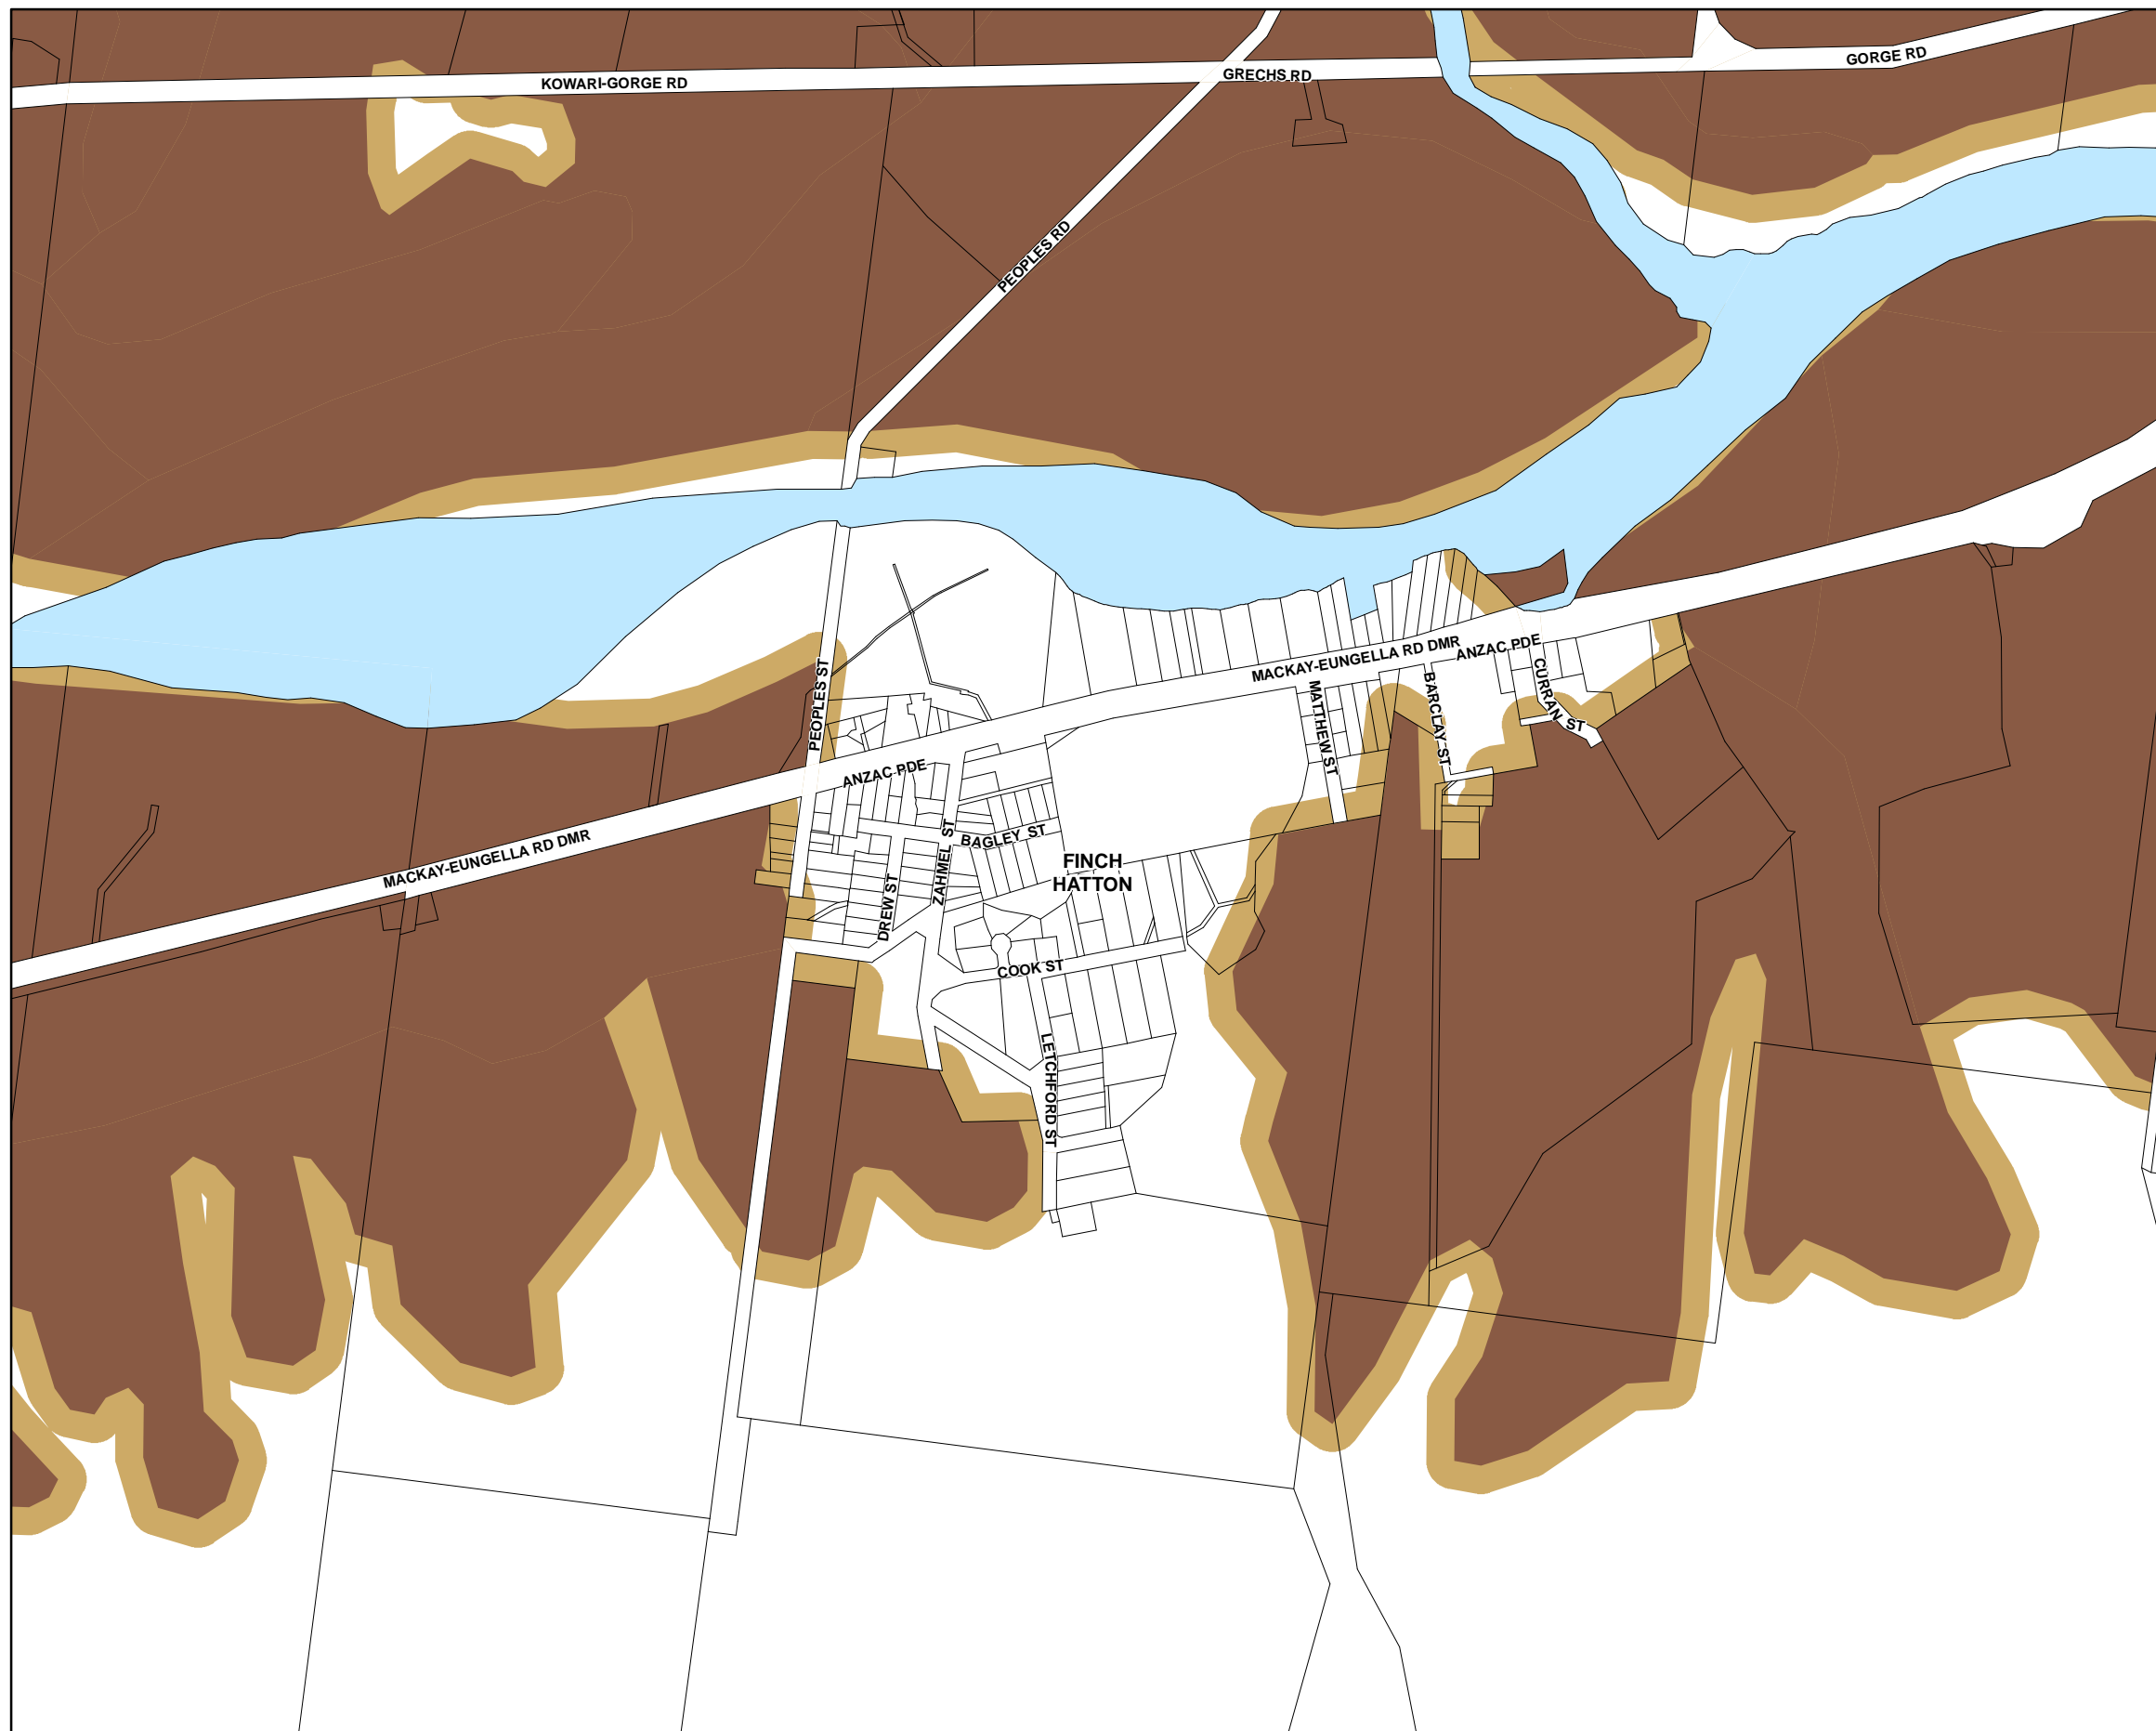 GORGE RD
GRECHS RD
KOWARI-GORGE RD
PEOPLES RD
MACKAY-EUNGELLA RD DMR
ANZAC PDE
PEOPLES ST
MATTHEW ST
BARCLAY ST
CURRAN ST
ANZAC PDE
MACKAY-EUNGELLA RD DMR
BAGLEY ST
ZAHMEL ST
DREW ST
FINCH
HATTON
COOK ST
LETCHFORD ST